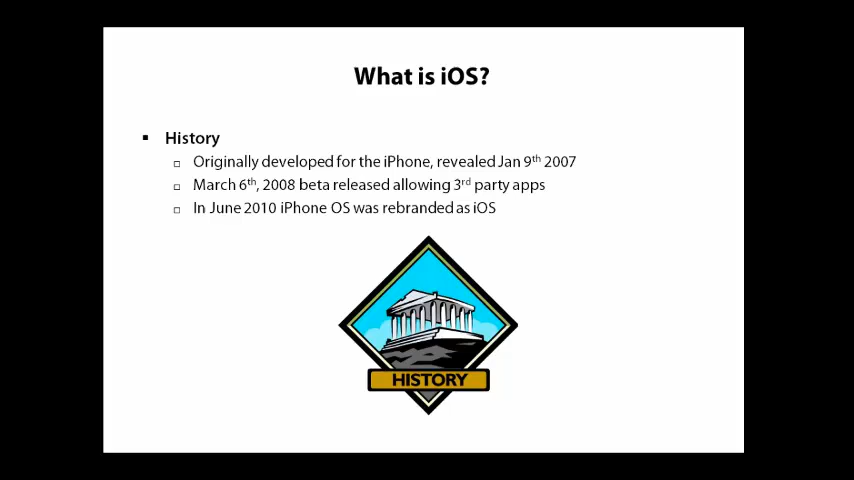 What is iOS?
▪ History
▫ Originally developed for the iPhone, revealed Jan 9th 2007
▫ March 6th, 2008 beta released allowing 3rd party apps
▫ In June 2010 iPhone OS was rebranded as iOS
HISTORY